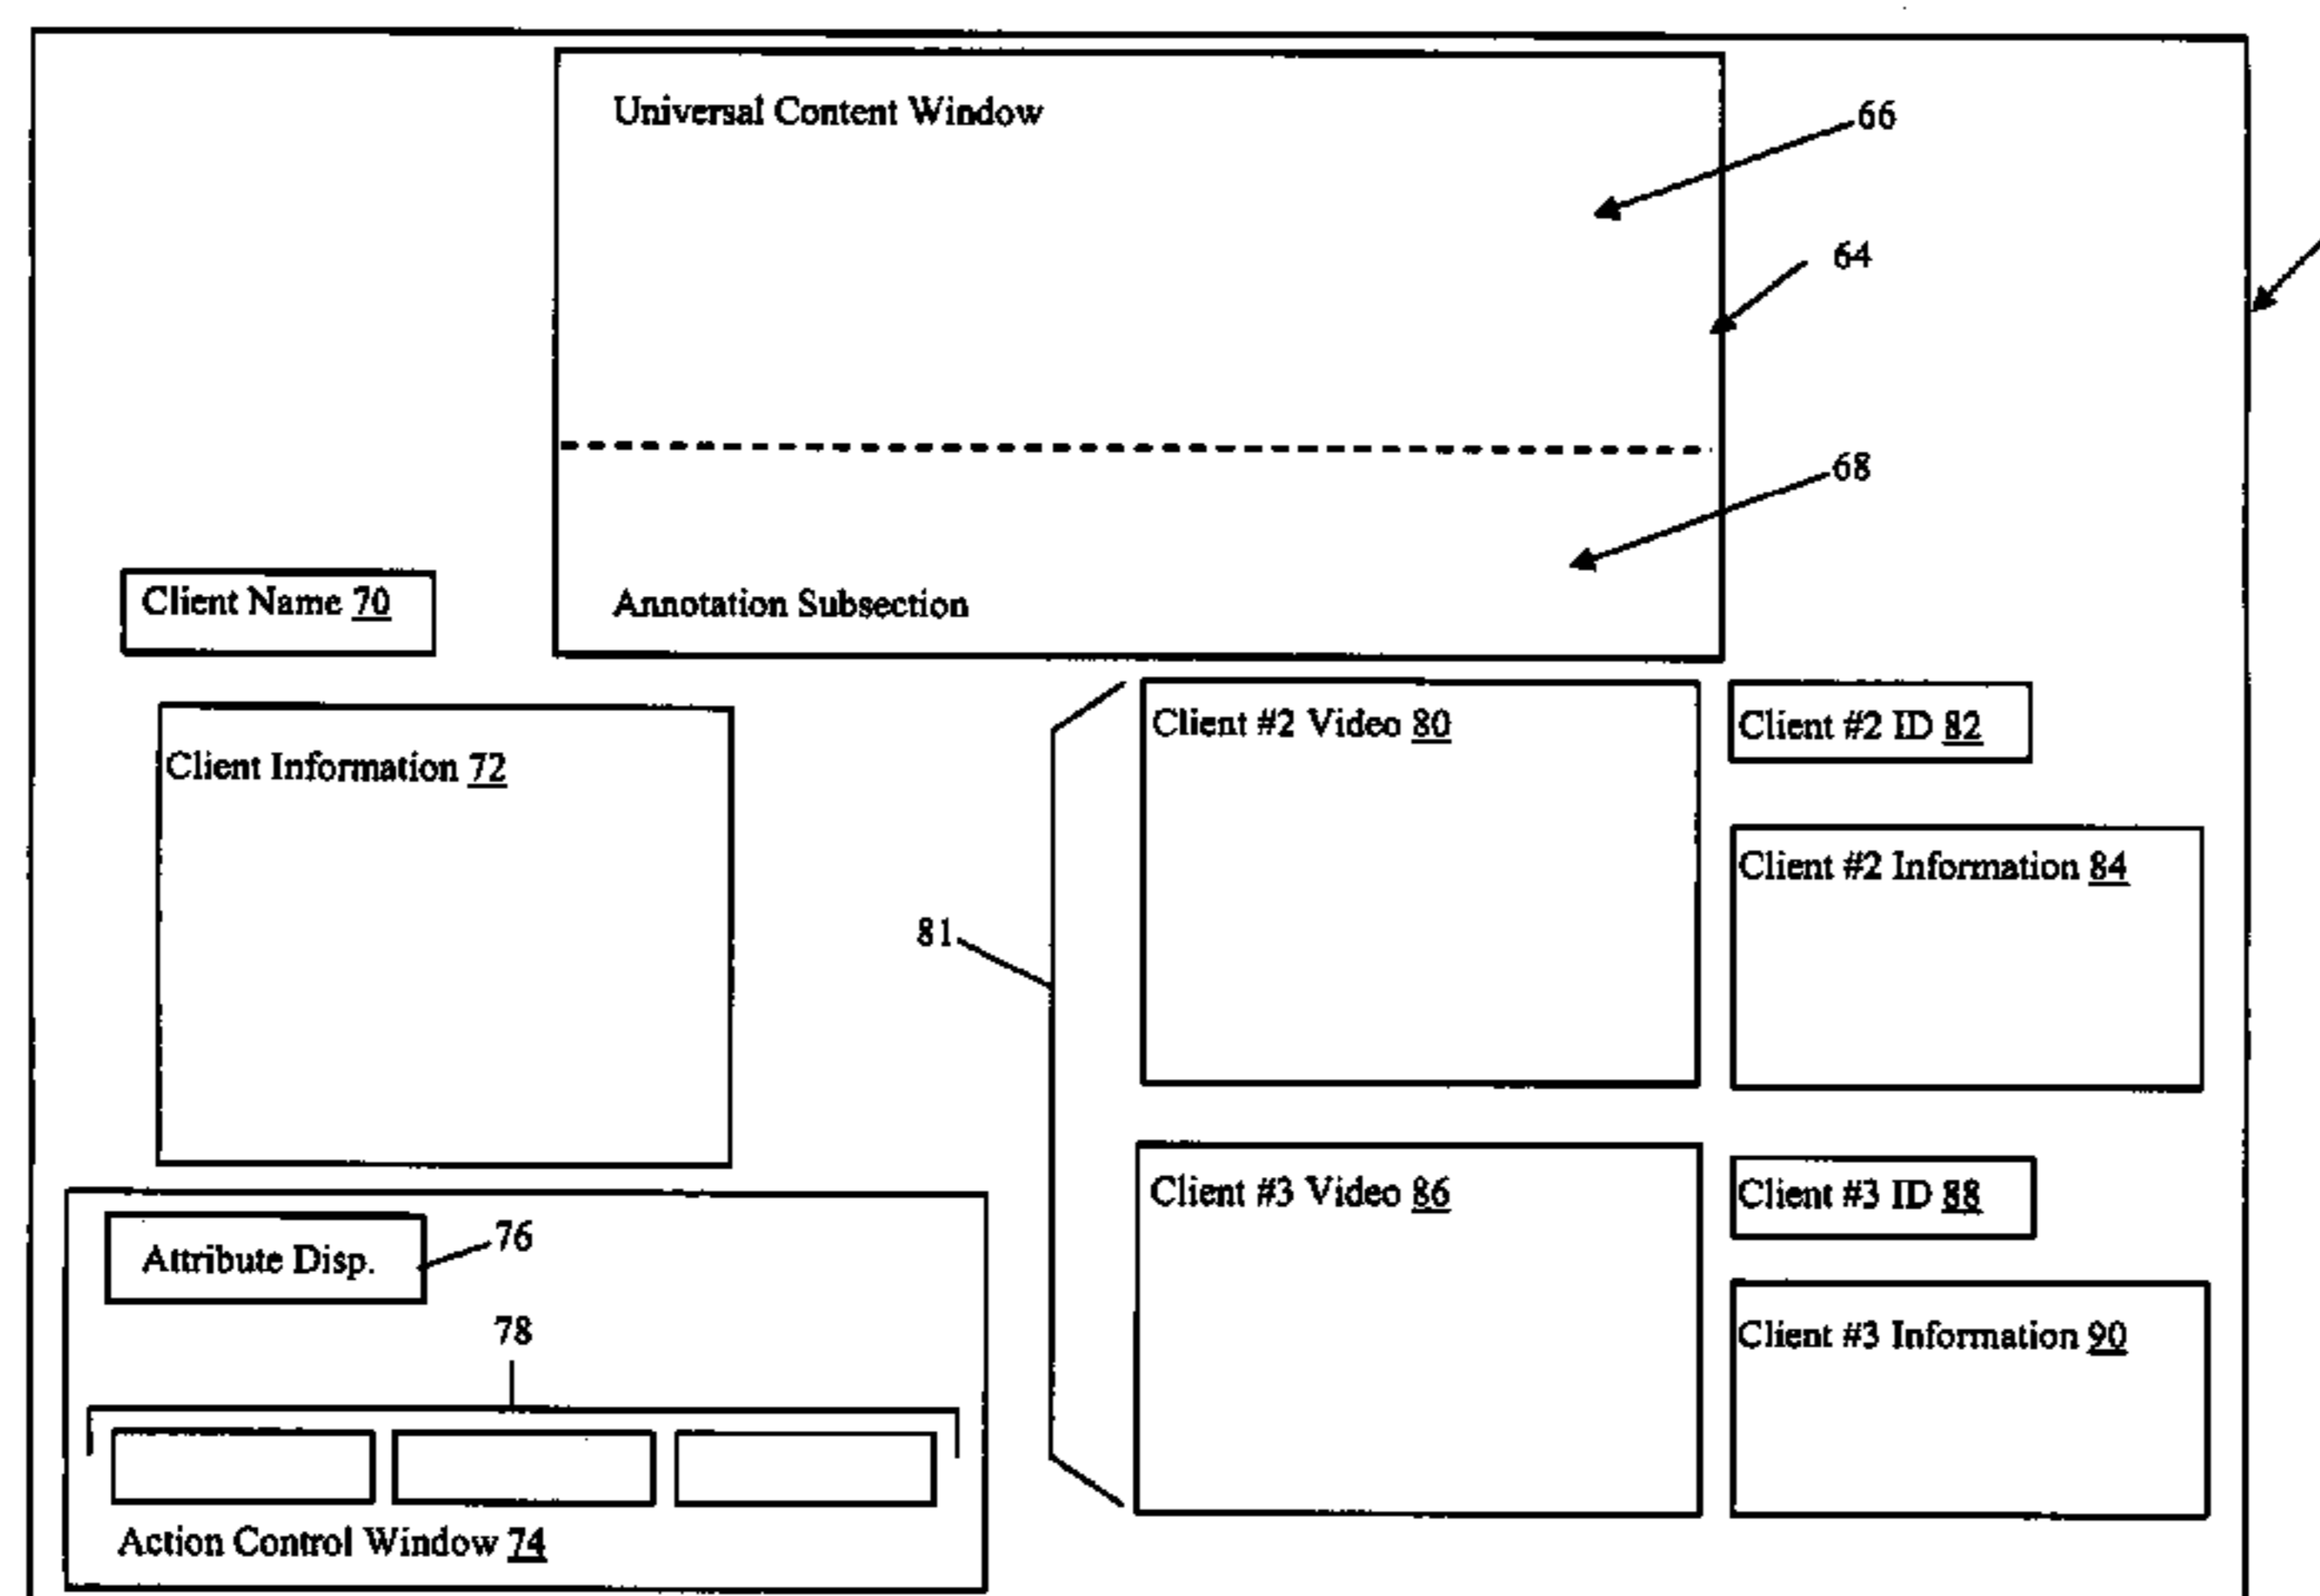 Universal Content Window
66
64
68
Annotation Subsection
Client Name 70
Client Information 72
Client #2 Video 80
Client #2 ID 82
Client #2 Information 84
81
Client #3 Video 86
Client #3 ID 88
Client #3 Information 90
Attribute Disp.
76
78
Action Control Window 74